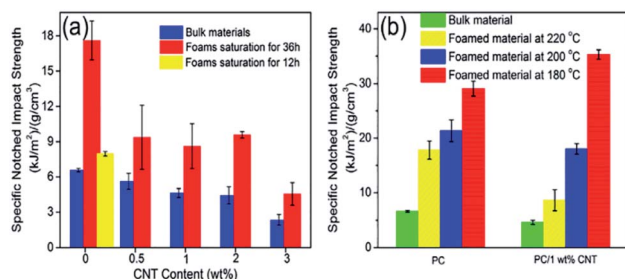 (a)
Bulk materials
Foams saturation for 36h
Foams saturation for 12h
Specific Notched Impact Strength
(kJ/m²)/(g/cm³)
18
15
12
9
6
3
0
0
0.5
1
2
3
CNT Content (wt%)
(b)
Bulk material
Foamed material at 220 °C
Foamed material at 200 °C
Foamed material at 180 °C
Specific Notched Impact Strength
(kJ/m²)/(g/cm³)
40
30
20
10
0
PC
PC/1 wt% CNT